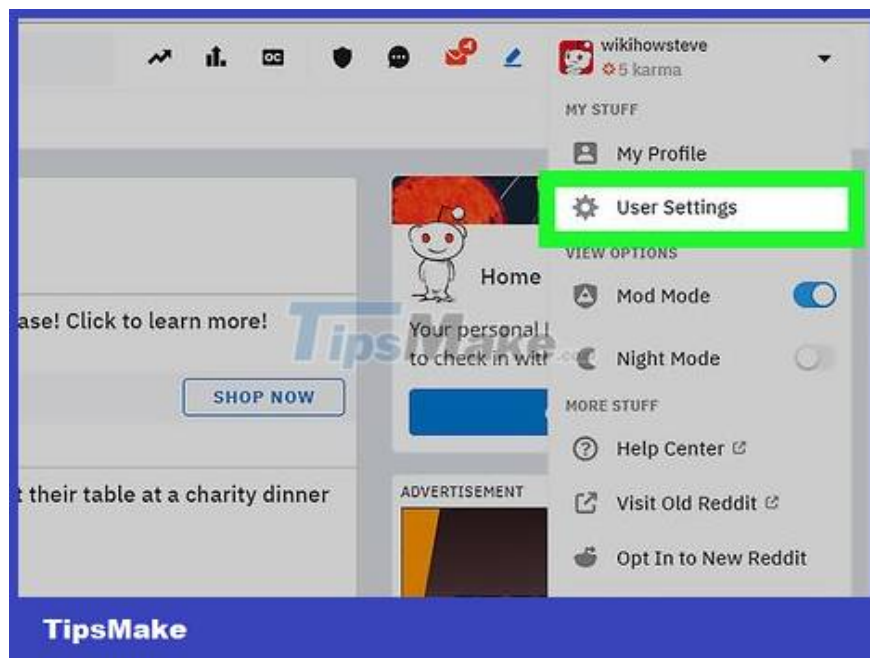 OC
4
wikihowsteve
5 karma
MY STUFF
My Profile
User Settings
VIEW OPTIONS
Mod Mode
Night Mode
MORE STUFF
Help Center
Visit Old Reddit
Opt In to New Reddit
Home
Your personal
to check in with
ase! Click to learn more!
SHOP NOW
t their table at a charity dinner
ADVERTISEMENT
TipsMake
TipsMake